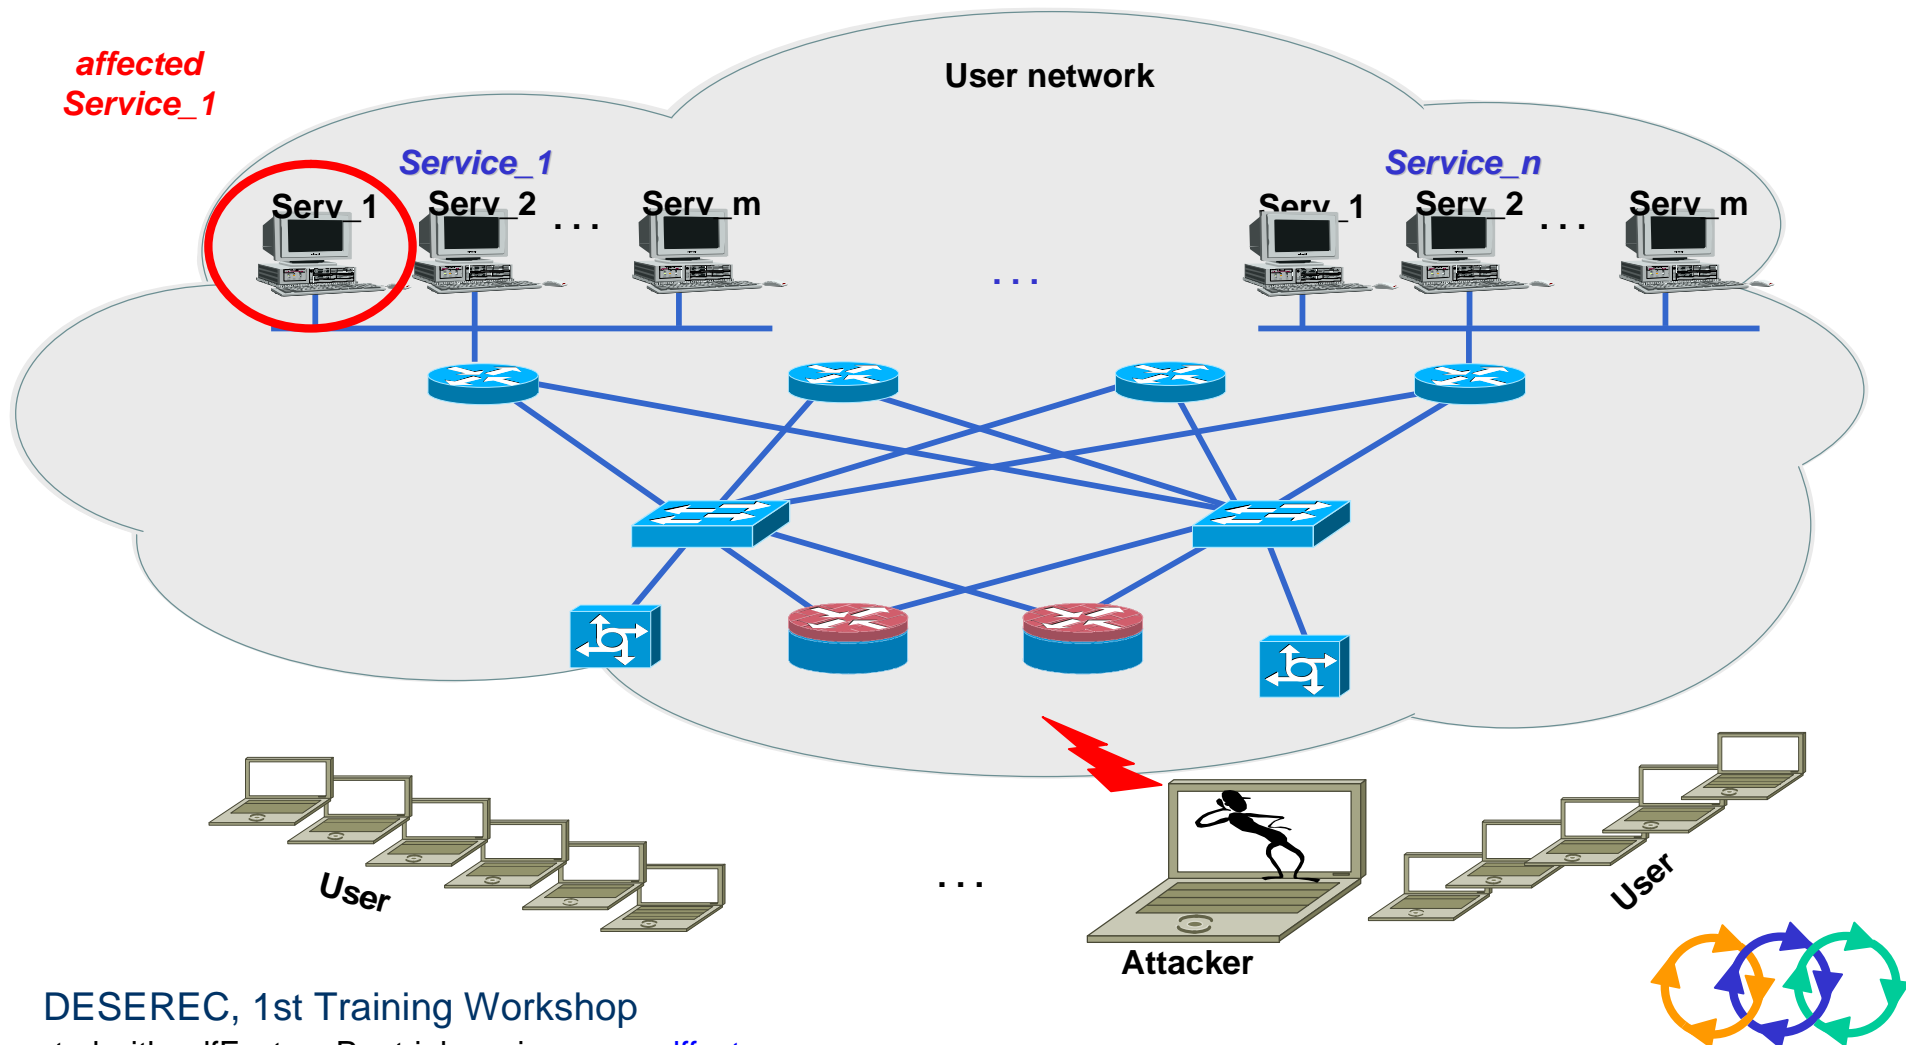 affected
Service_1
User network
Service_1
Serv_1
Serv_2
. . .
Serv_m
. . .
Service_n
Serv_1
Serv_2
. . .
Serv_m
User
. . .
Attacker
User
DESEREC, 1st Training Workshop